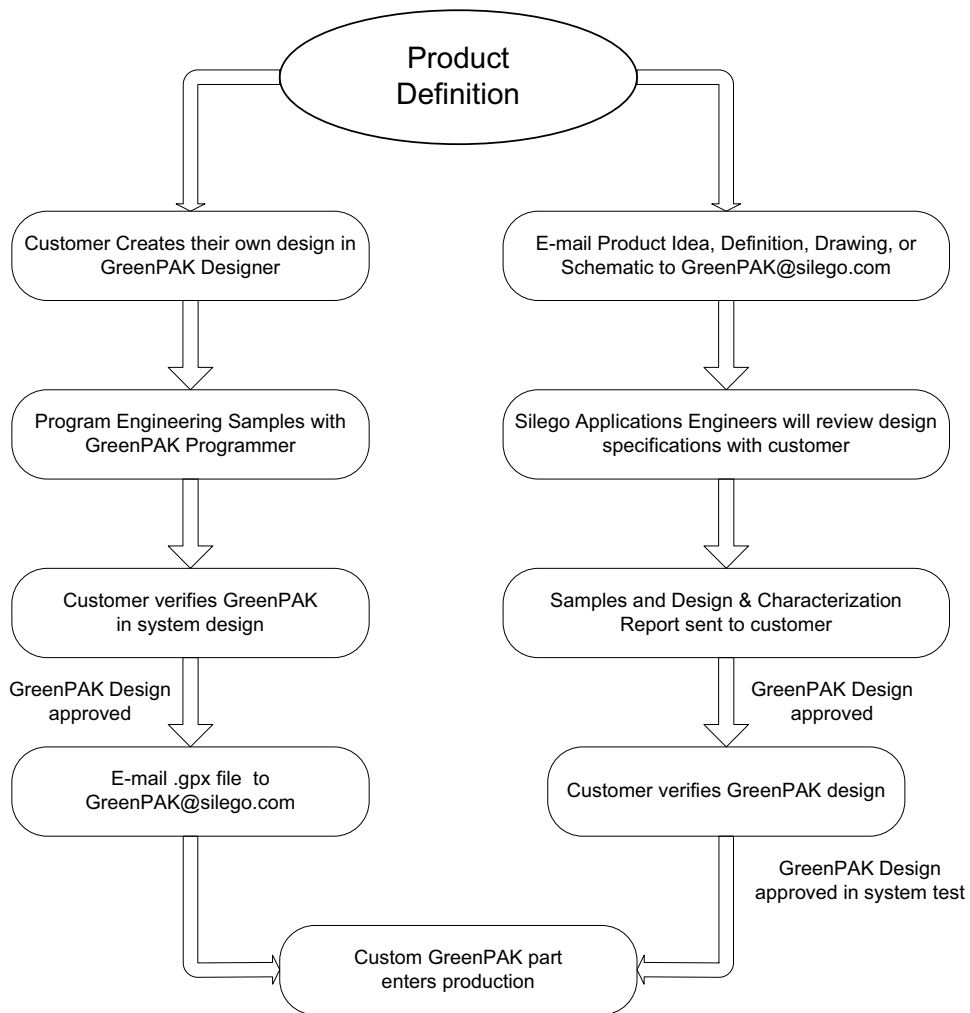 Product
Definition
Customer Creates their own design in
GreenPAK Designer
E-mail Product Idea, Definition, Drawing, or
Schematic to GreenPAK@silego.com
Program Engineering Samples with
GreenPAK Programmer
Silego Applications Engineers will review design
specifications with customer
Customer verifies GreenPAK
in system design
Samples and Design & Characterization
Report sent to customer
GreenPAK Design
approved
GreenPAK Design
approved
E-mail .gpx file to
GreenPAK@silego.com
Customer verifies GreenPAK design
GreenPAK Design
approved in system test
Custom GreenPAK part
enters production